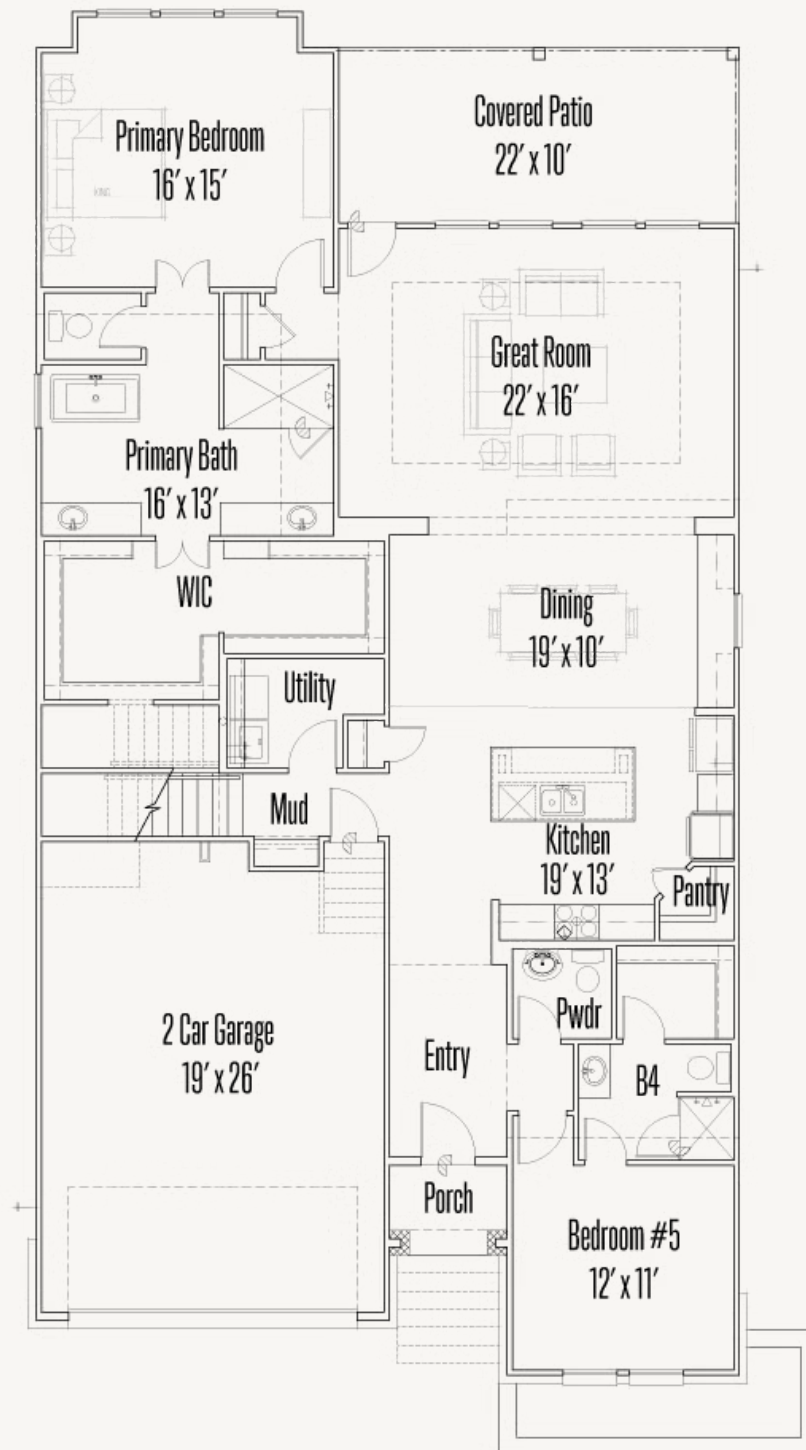 Primary Bedroom
16' x 15'
KING
Covered Patio
22' x 10'
Great Room
22' x 16'
Primary Bath
16' x 13'
WIC
Dining
19' x 10'
Utility
Mud
Kitchen
19' x 13'
Pantry
2 Car Garage
19' x 26'
Entry
Pwdr
B4
Porch
Bedroom #5
12' x 11'